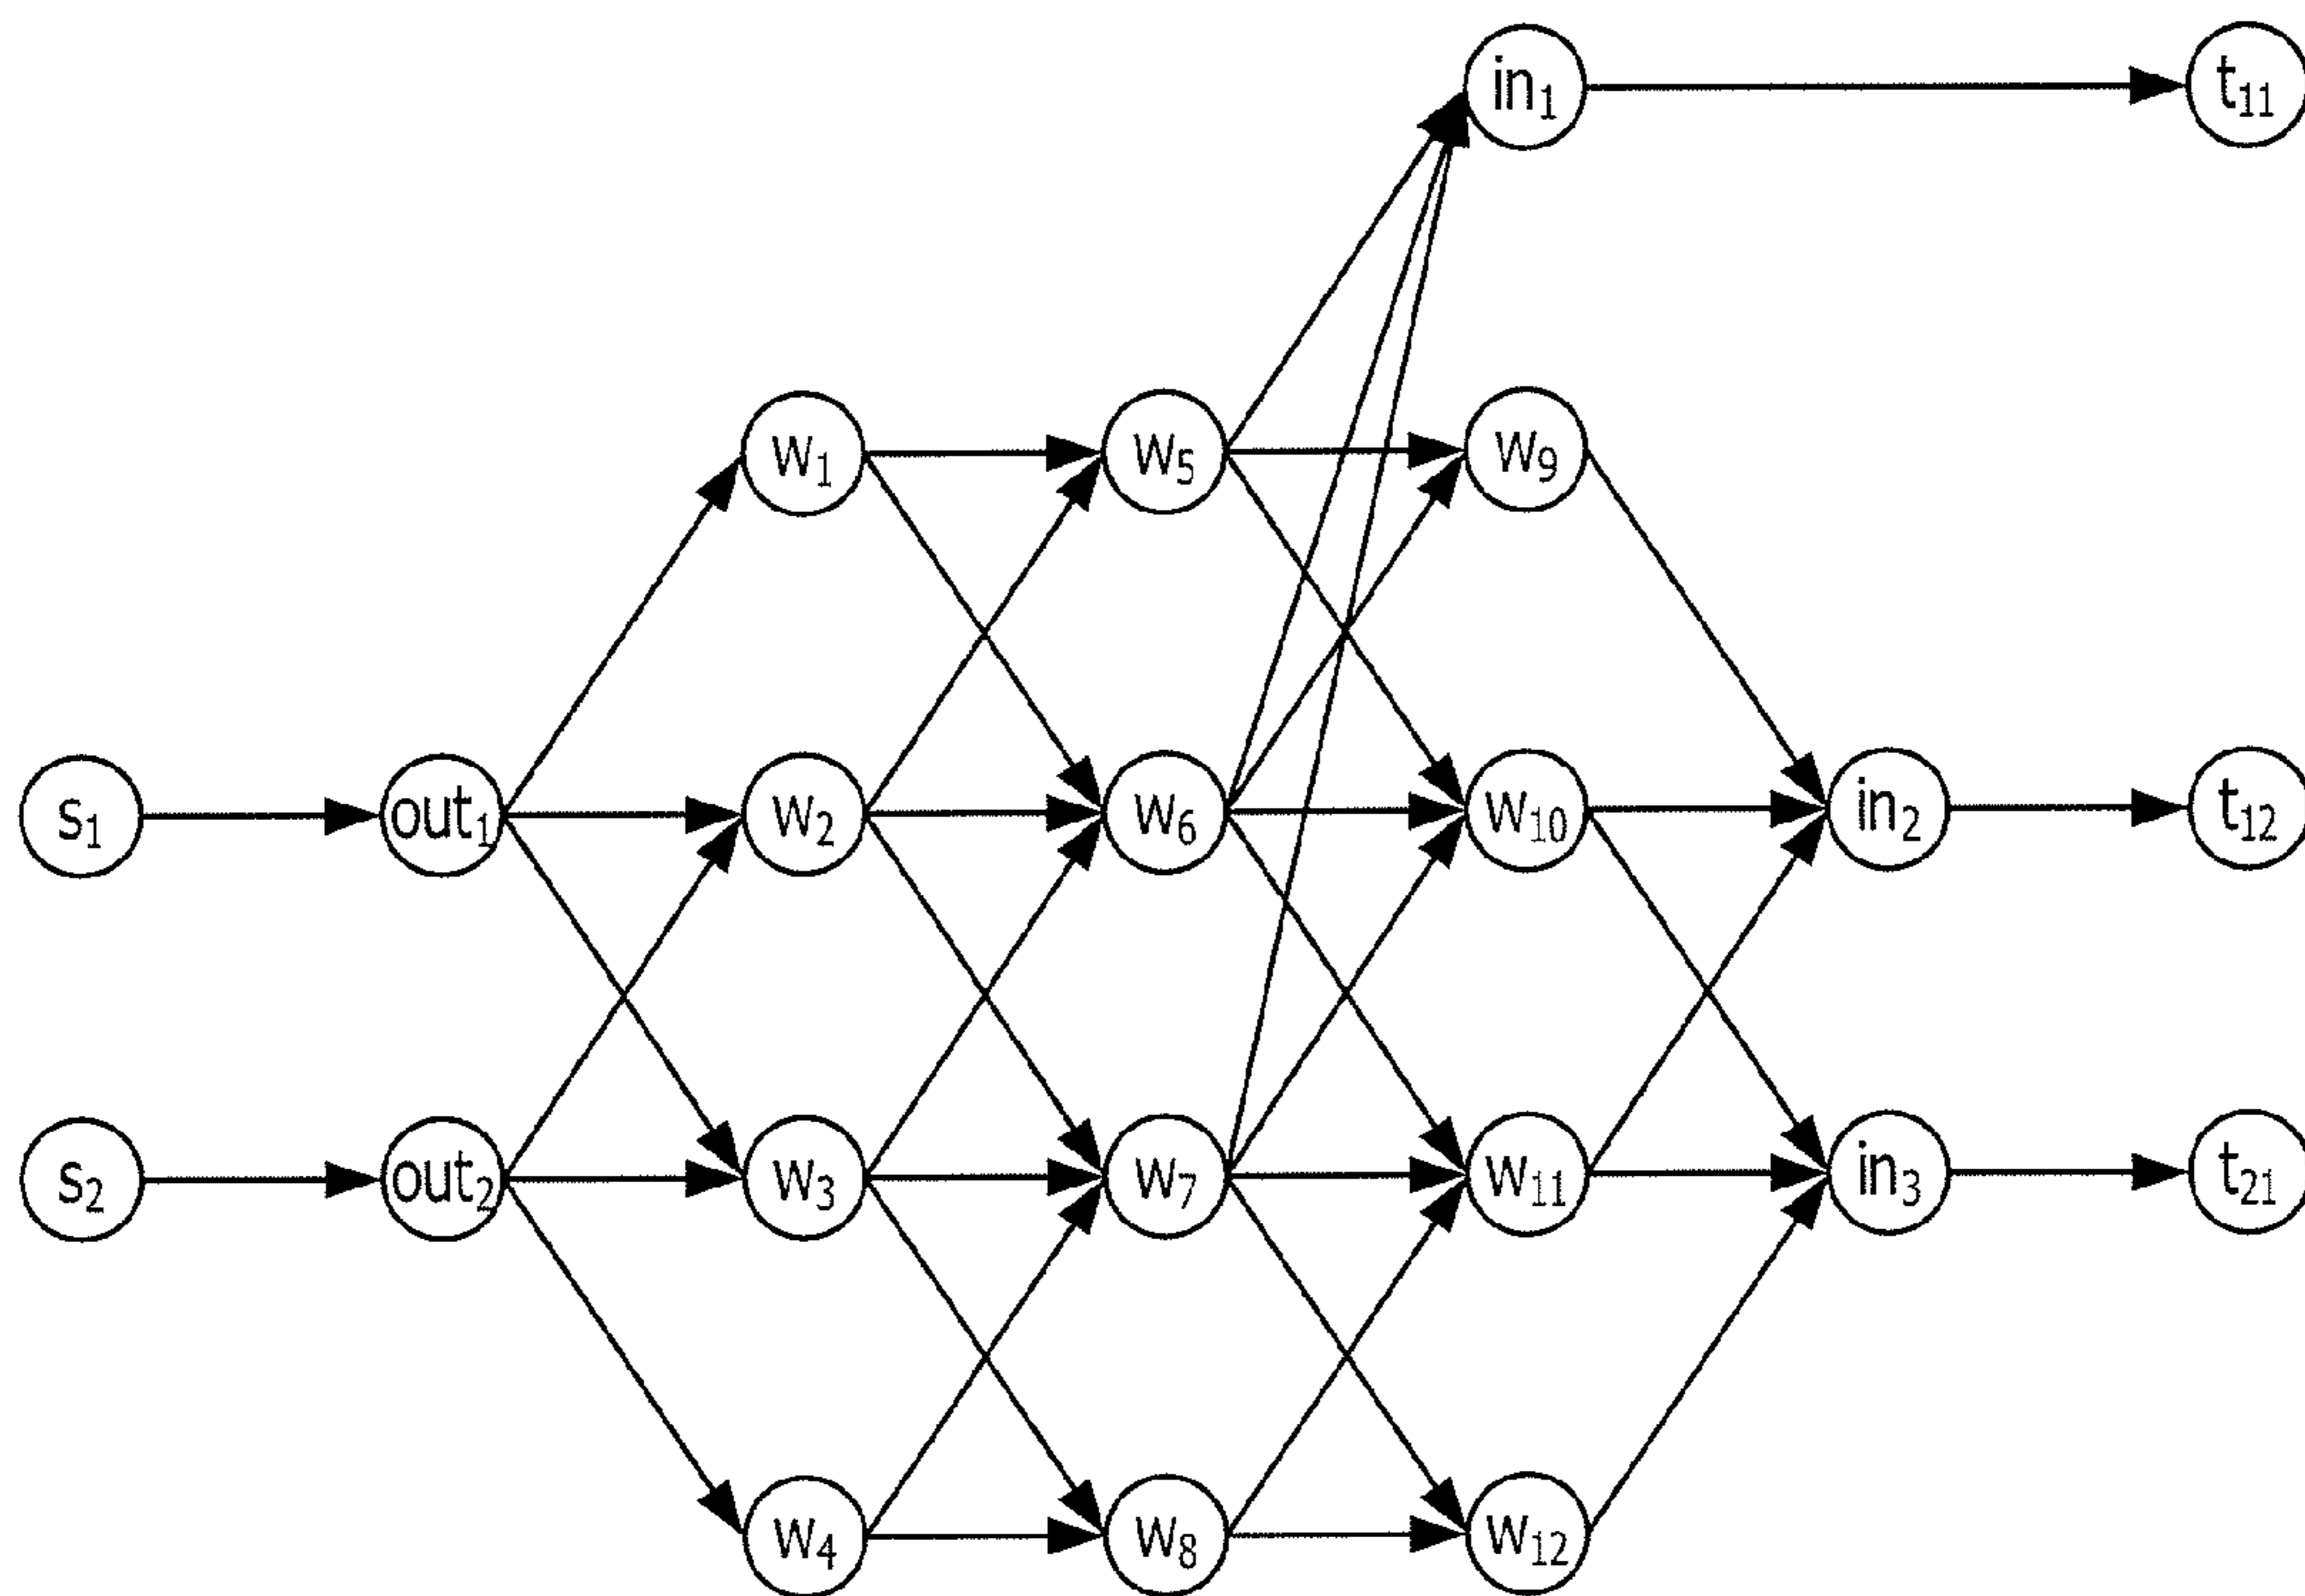 in₁ t₁₁
w₁ w₅ w₉
s₁ out₁ w₂ w₆ w₁₀ in₂ t₁₂
s₂ out₂ w₃ w₇ w₁₁ in₃ t₂₁
w₄ w₈ w₁₂